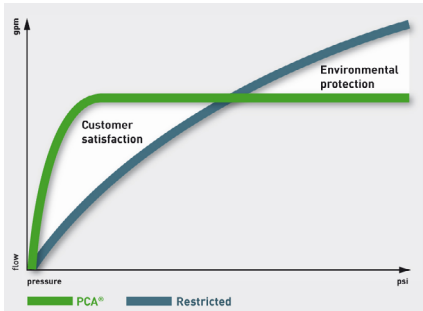 gpm
Environmental
protection
Customer
satisfaction
flow
pressure
psi
PCA®
Restricted